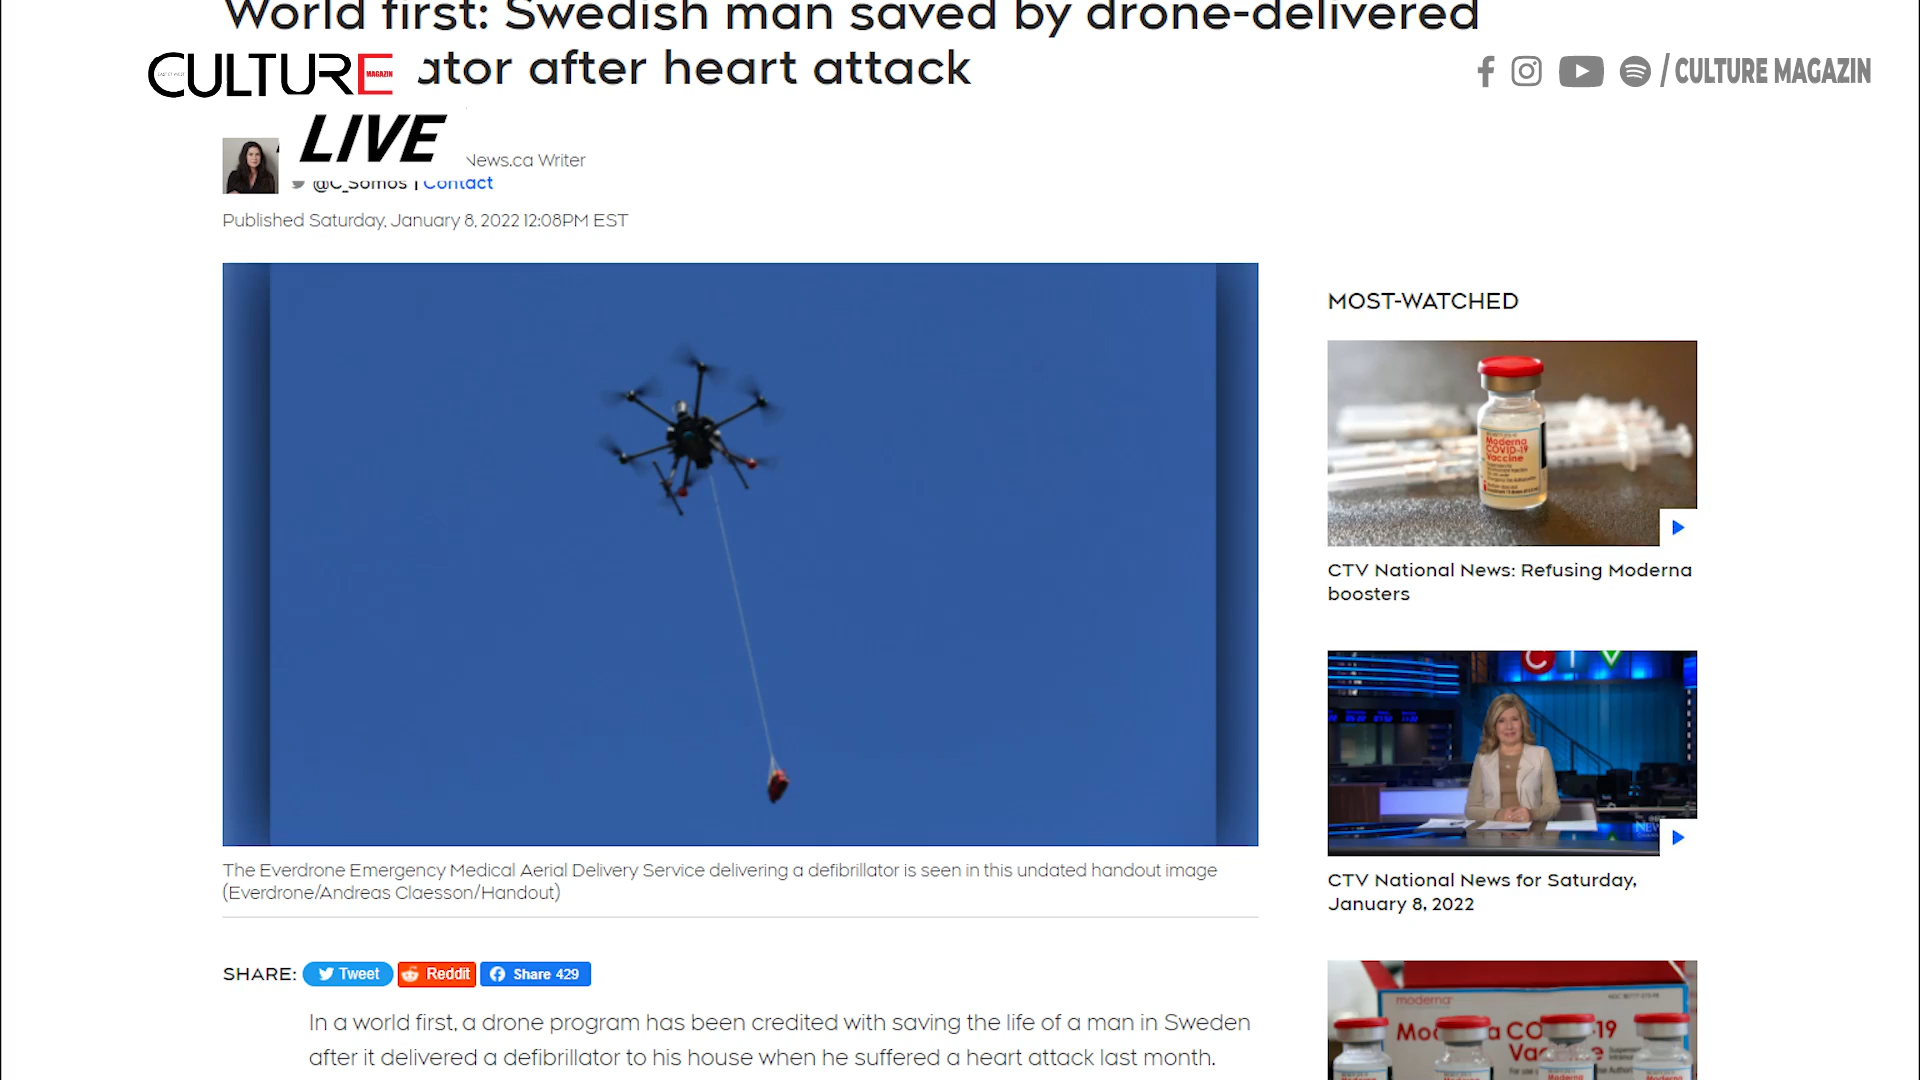 World first: Swedish man saved by drone-delivered
ator after heart attack
CULTURE
MAGAZIN
LIVE
/ CULTURE MAGAZIN
News.ca Writer
@C_Somos | Contact
Published Saturday, January 8, 2022 12:08PM EST
MOST-WATCHED
Moderna
COVID-19
Vaccine
CTV National News: Refusing Moderna
boosters
CTV National News for Saturday,
January 8, 2022
The Everdrone Emergency Medical Aerial Delivery Service delivering a defibrillator is seen in this undated handout image
(Everdrone/Andreas Claesson/Handout)
SHARE: Tweet Reddit Share 429
In a world first, a drone program has been credited with saving the life of a man in Sweden
after it delivered a defibrillator to his house when he suffered a heart attack last month.
moderna